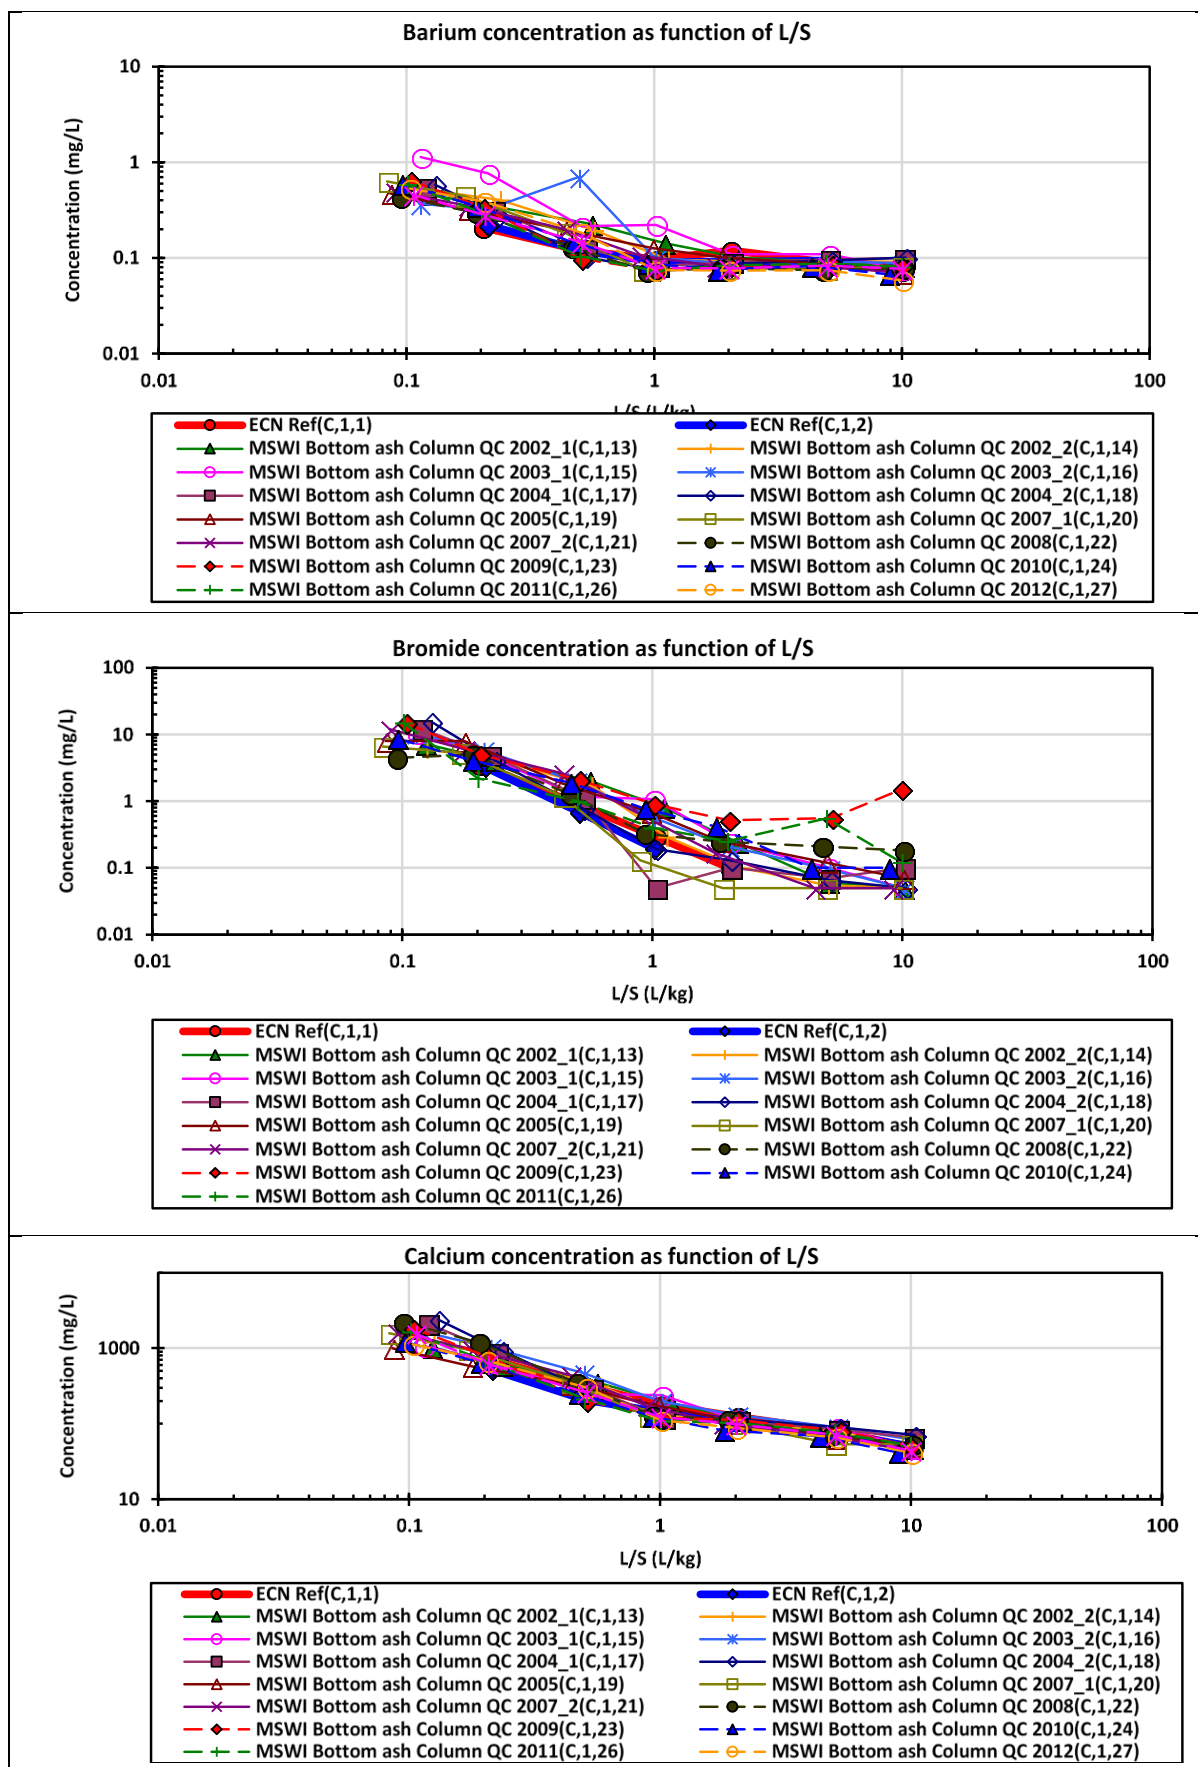 Barium concentration as function of L/S
Concentration (mg/L)
10
1
0.1
0.01
0.01 0.1 1 10 100
L/S (L/kg)
ECN Ref(C,1,1) ECN Ref(C,1,2)
MSWI Bottom ash Column QC 2002_1(C,1,13) MSWI Bottom ash Column QC 2002_2(C,1,14)
MSWI Bottom ash Column QC 2003_1(C,1,15) MSWI Bottom ash Column QC 2003_2(C,1,16)
MSWI Bottom ash Column QC 2004_1(C,1,17) MSWI Bottom ash Column QC 2004_2(C,1,18)
MSWI Bottom ash Column QC 2005(C,1,19) MSWI Bottom ash Column QC 2007_1(C,1,20)
MSWI Bottom ash Column QC 2007_2(C,1,21) MSWI Bottom ash Column QC 2008(C,1,22)
MSWI Bottom ash Column QC 2009(C,1,23) MSWI Bottom ash Column QC 2010(C,1,24)
MSWI Bottom ash Column QC 2011(C,1,26) MSWI Bottom ash Column QC 2012(C,1,27)
Bromide concentration as function of L/S
Concentration (mg/L)
100
10
1
0.1
0.01
0.01 0.1 1 10 100
L/S (L/kg)
ECN Ref(C,1,1) ECN Ref(C,1,2)
MSWI Bottom ash Column QC 2002_1(C,1,13) MSWI Bottom ash Column QC 2002_2(C,1,14)
MSWI Bottom ash Column QC 2003_1(C,1,15) MSWI Bottom ash Column QC 2003_2(C,1,16)
MSWI Bottom ash Column QC 2004_1(C,1,17) MSWI Bottom ash Column QC 2004_2(C,1,18)
MSWI Bottom ash Column QC 2005(C,1,19) MSWI Bottom ash Column QC 2007_1(C,1,20)
MSWI Bottom ash Column QC 2007_2(C,1,21) MSWI Bottom ash Column QC 2008(C,1,22)
MSWI Bottom ash Column QC 2009(C,1,23) MSWI Bottom ash Column QC 2010(C,1,24)
MSWI Bottom ash Column QC 2011(C,1,26)
Calcium concentration as function of L/S
Concentration (mg/L)
1000
10
0.01 0.1 1 10 100
L/S (L/kg)
ECN Ref(C,1,1) ECN Ref(C,1,2)
MSWI Bottom ash Column QC 2002_1(C,1,13) MSWI Bottom ash Column QC 2002_2(C,1,14)
MSWI Bottom ash Column QC 2003_1(C,1,15) MSWI Bottom ash Column QC 2003_2(C,1,16)
MSWI Bottom ash Column QC 2004_1(C,1,17) MSWI Bottom ash Column QC 2004_2(C,1,18)
MSWI Bottom ash Column QC 2005(C,1,19) MSWI Bottom ash Column QC 2007_1(C,1,20)
MSWI Bottom ash Column QC 2007_2(C,1,21) MSWI Bottom ash Column QC 2008(C,1,22)
MSWI Bottom ash Column QC 2009(C,1,23) MSWI Bottom ash Column QC 2010(C,1,24)
MSWI Bottom ash Column QC 2011(C,1,26) MSWI Bottom ash Column QC 2012(C,1,27)